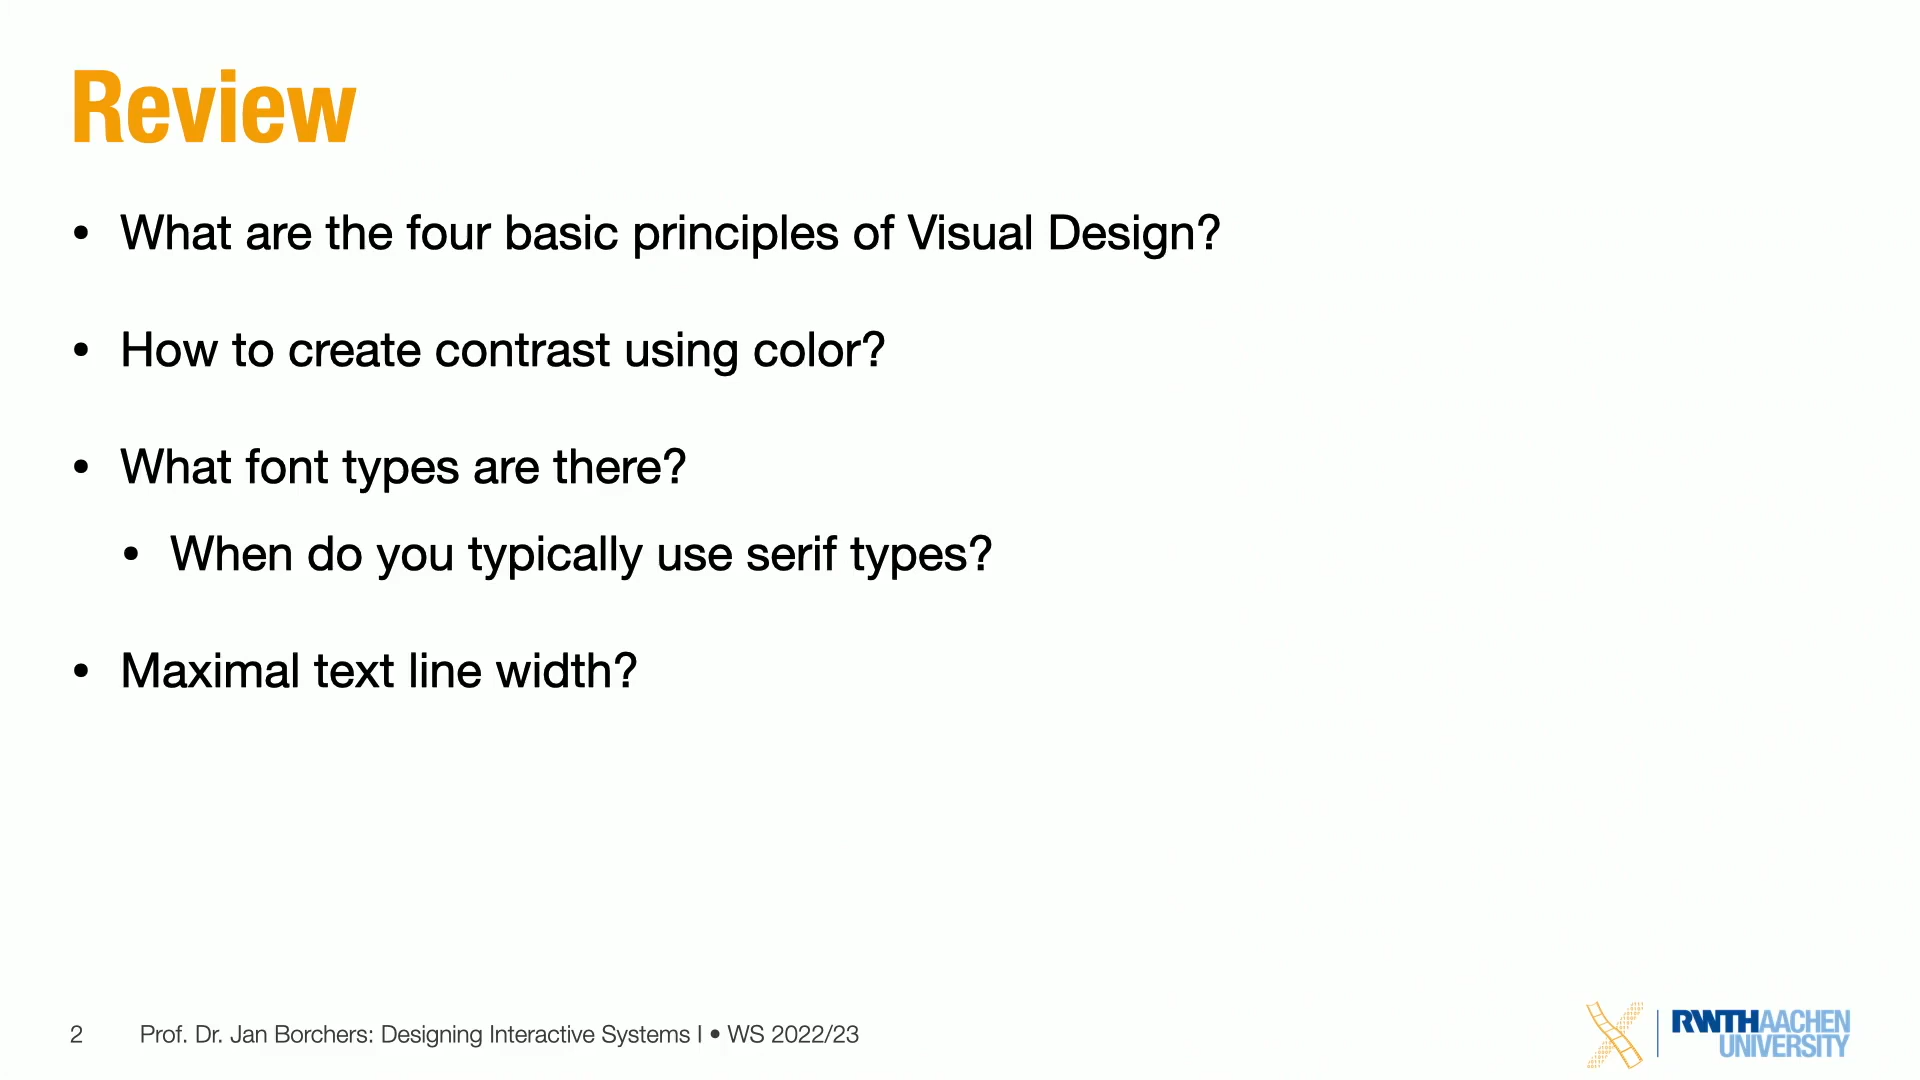 Review
• What are the four basic principles of Visual Design?
• How to create contrast using color?
• What font types are there?
• When do you typically use serif types?
• Maximal text line width?
2 Prof. Dr. Jan Borchers: Designing Interactive Systems I • WS 2022/23
RWTHAACHEN
UNIVERSITY